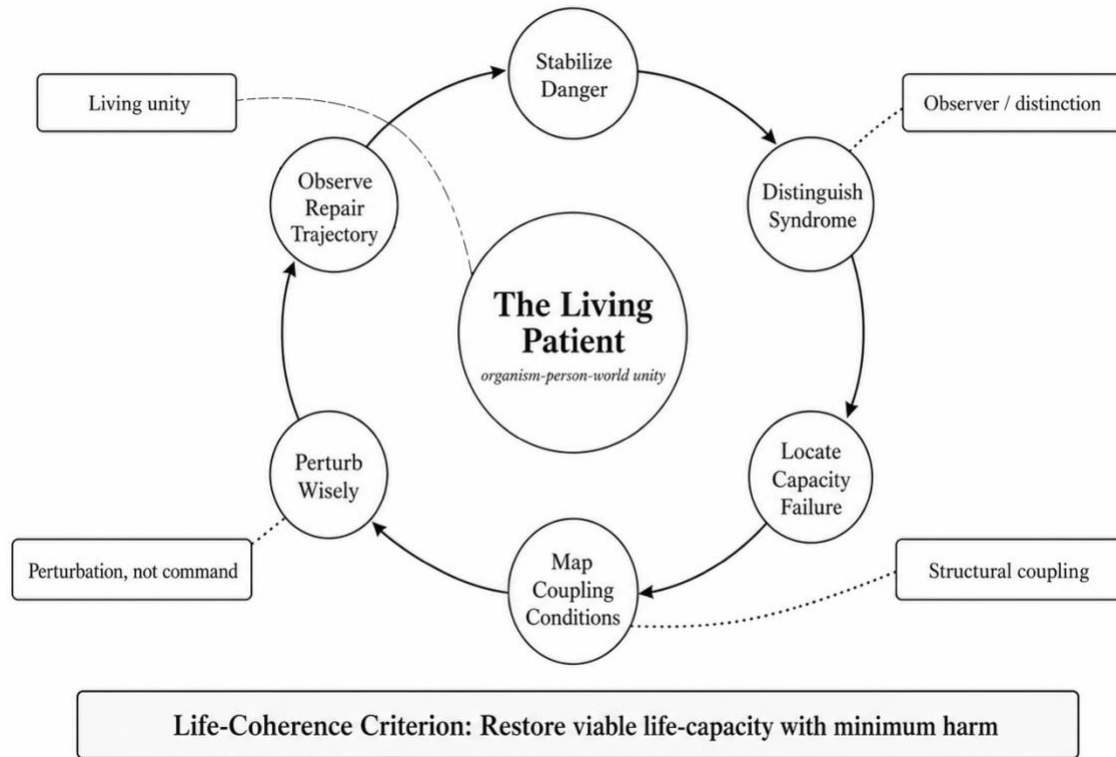 Stabilize
Danger
Living unity
Observer / distinction
Observe
Repair
Trajectory
Distinguish
Syndrome
The Living
Patient
organism-person-world unity
Perturb
Wisely
Locate
Capacity
Failure
Perturbation, not command
Map
Coupling
Conditions
Structural coupling
Life-Coherence Criterion: Restore viable life-capacity with minimum harm